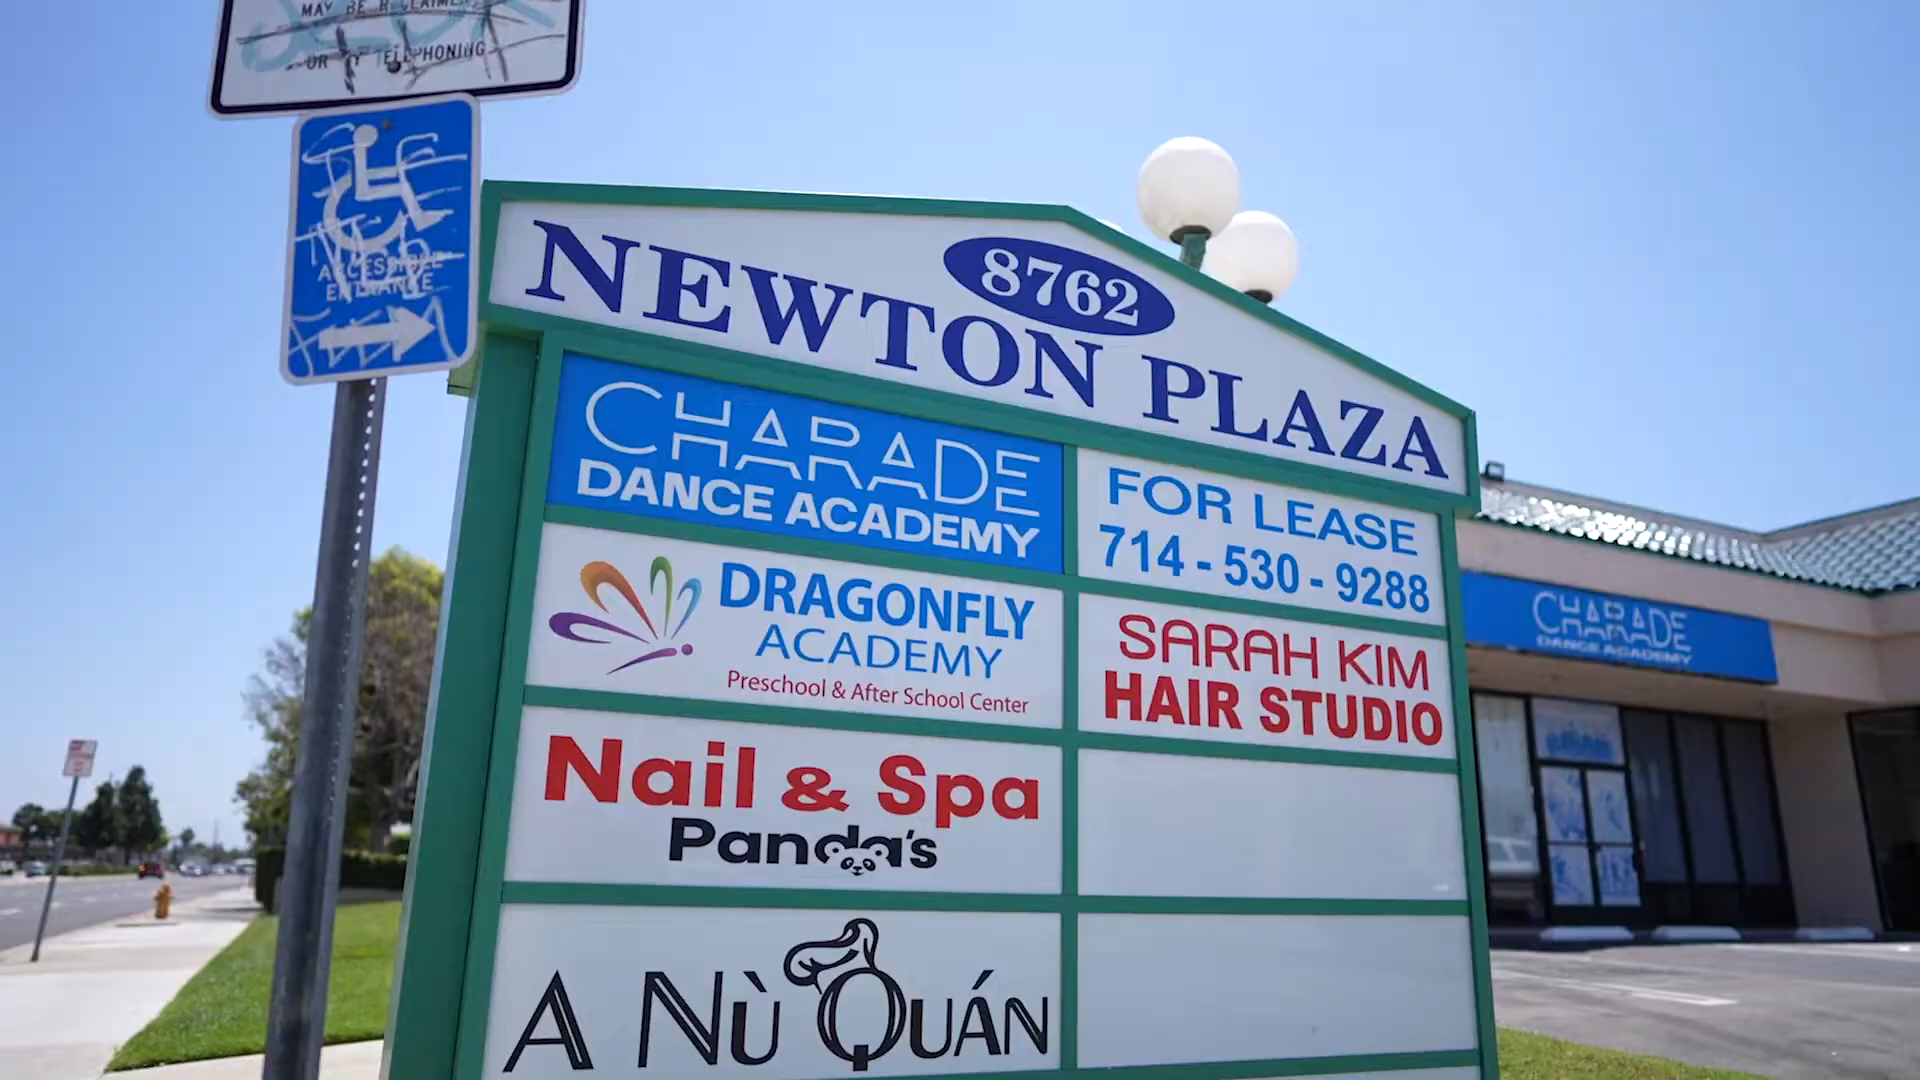 MAY BE RECLAIMED
OR BY TELEPHONING
ACCESSIBLE
ENTRANCE
8762
NEWTON PLAZA
CHARADE
DANCE ACADEMY
FOR LEASE
714-530-9288
DRAGONFLY
ACADEMY
Preschool & After School Center
SARAH KIM
HAIR STUDIO
Nail & Spa
Panda's
A NÙ QUÁN
CHARADE
DANCE ACADEMY